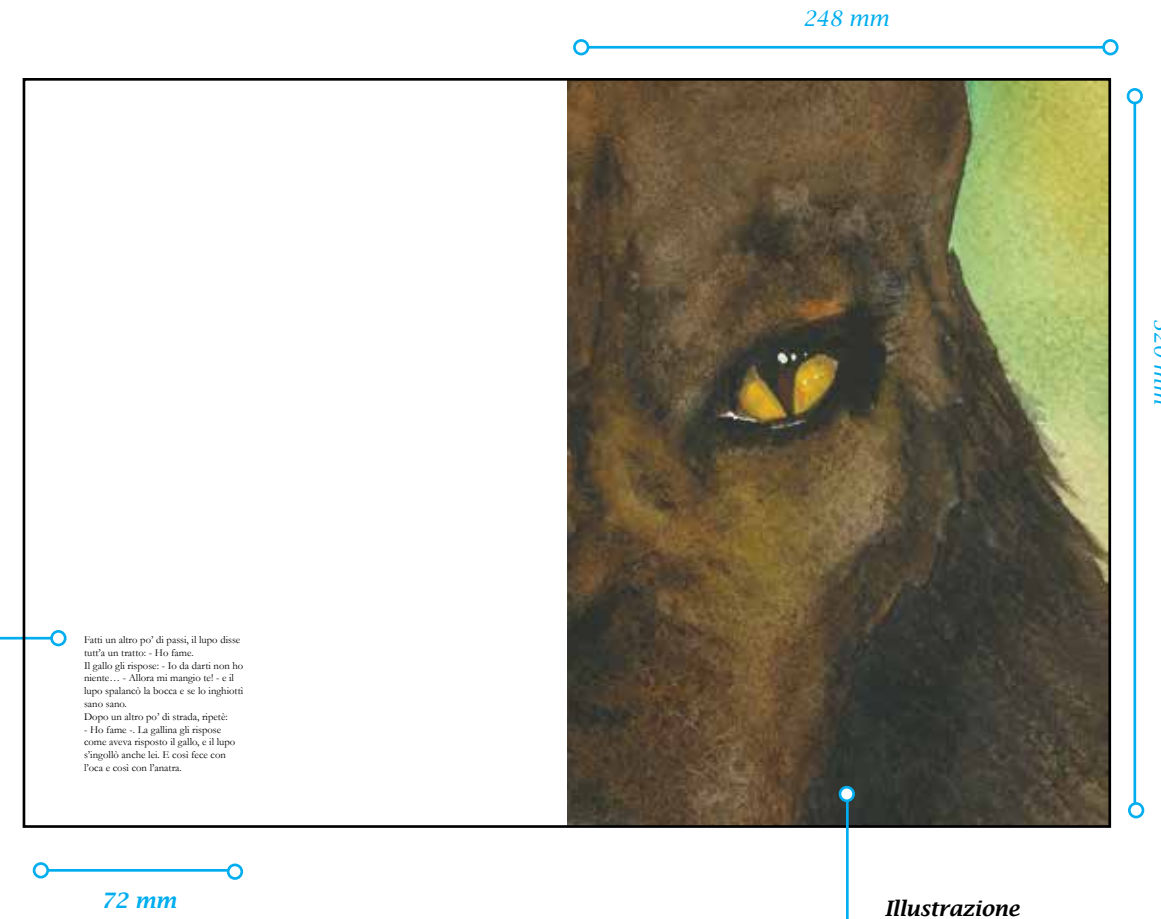 248 mm
Fatti un altro po' di passi, il lupo disse
tutt'a un tratto: - Ho fame.
Il gallo gli rispose: - Io da darti non ho
niente… - Allora mi mangio te! - e il
lupo spalancò la bocca e se lo inghiottì
sano sano.
Dopo un altro po' di strada, ripetè:
- Ho fame -. La gallina gli rispose
come aveva risposto il gallo, e il lupo
s'ingollò anche lei. E così fece con
l'oca e così con l'anatra.
72 mm
Illustrazione